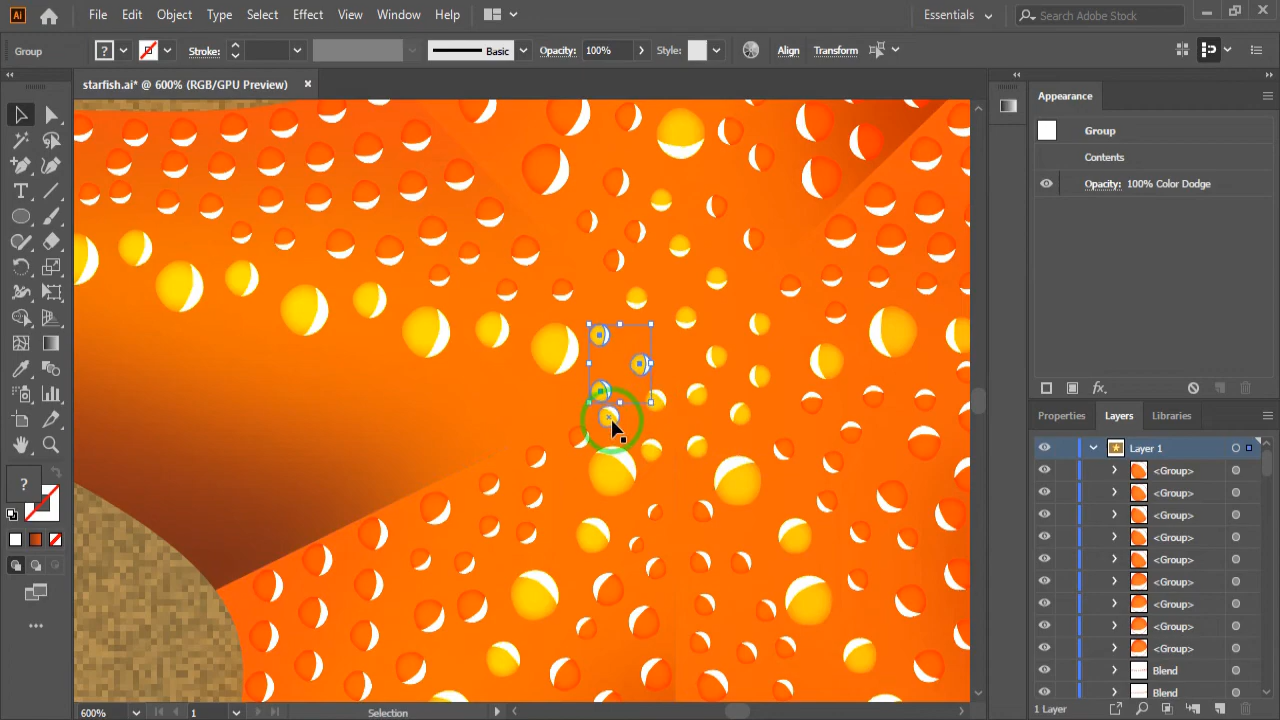 Ai File Edit Object Type Select Effect View Window Help Essentials Search Adobe Stock
Group ? Stroke: Basic Opacity: 100% Style: Align Transform
starfish.ai* @ 600% (RGB/GPU Preview)
Appearance
Group
Contents
Opacity: 100% Color Dodge
fx
Properties Layers Libraries
Layer 1
<Group>
<Group>
<Group>
<Group>
<Group>
<Group>
<Group>
<Group>
<Group>
Blend
Blend
?
1 Layer
600% 1 Selection